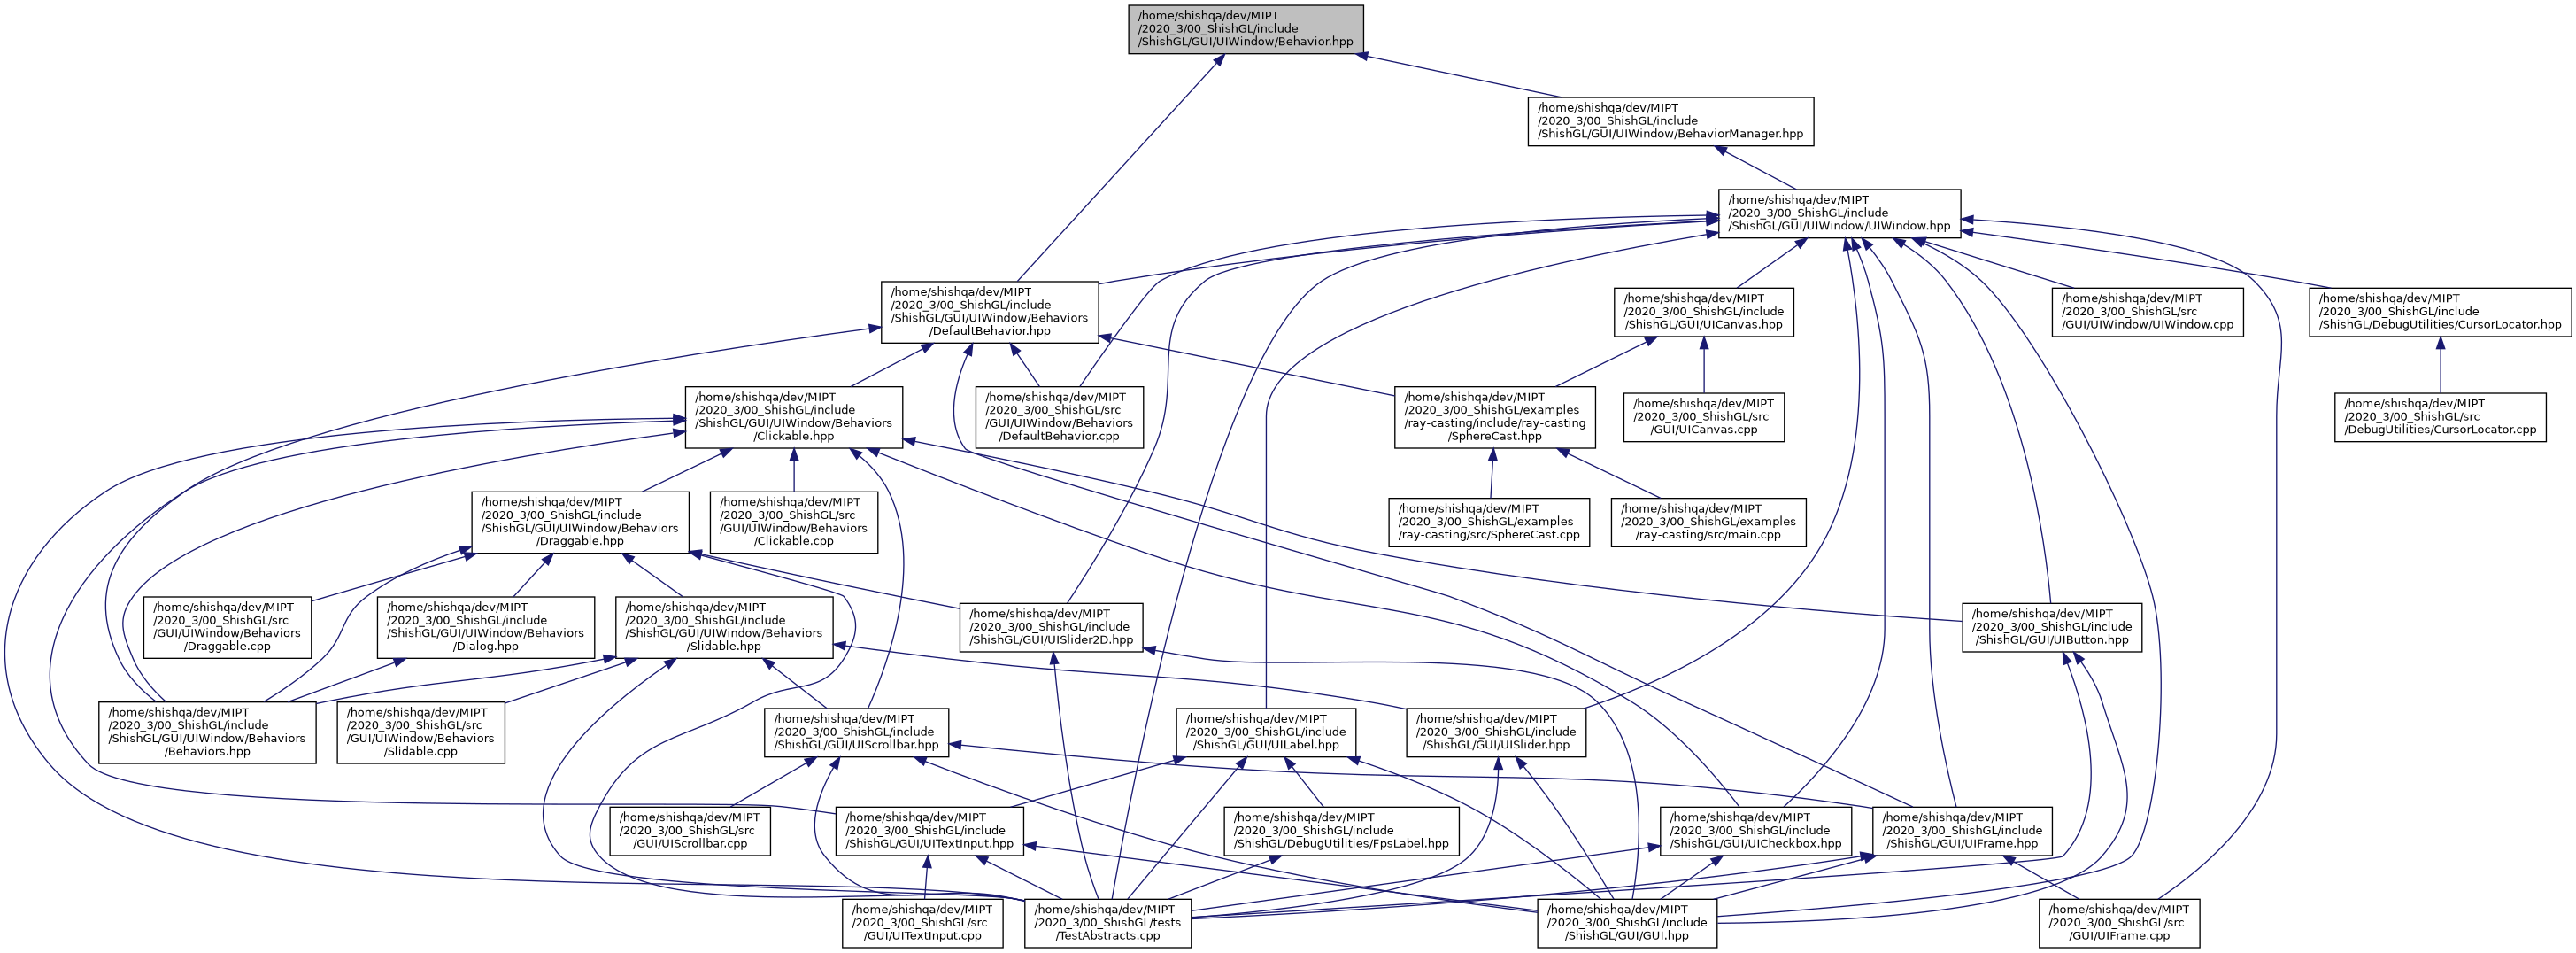 /home/shishqa/dev/MIPT
/2020_3/00_ShishGL/include
/ShishGL/GUI/UIWindow/Behavior.hpp
/home/shishqa/dev/MIPT
/2020_3/00_ShishGL/include
/ShishGL/GUI/UIWindow/BehaviorManager.hpp
/home/shishqa/dev/MIPT
/2020_3/00_ShishGL/include
/ShishGL/GUI/UIWindow/UIWindow.hpp
/home/shishqa/dev/MIPT
/2020_3/00_ShishGL/include
/ShishGL/GUI/UIWindow/Behaviors
/DefaultBehavior.hpp
/home/shishqa/dev/MIPT
/2020_3/00_ShishGL/include
/ShishGL/GUI/UICanvas.hpp
/home/shishqa/dev/MIPT
/2020_3/00_ShishGL/src
/GUI/UIWindow/UIWindow.cpp
/home/shishqa/dev/MIPT
/2020_3/00_ShishGL/include
/ShishGL/DebugUtilities/CursorLocator.hpp
/home/shishqa/dev/MIPT
/2020_3/00_ShishGL/include
/ShishGL/GUI/UIWindow/Behaviors
/Clickable.hpp
/home/shishqa/dev/MIPT
/2020_3/00_ShishGL/src
/GUI/UIWindow/Behaviors
/DefaultBehavior.cpp
/home/shishqa/dev/MIPT
/2020_3/00_ShishGL/examples
/ray-casting/include/ray-casting
/SphereCast.hpp
/home/shishqa/dev/MIPT
/2020_3/00_ShishGL/src
/GUI/UICanvas.cpp
/home/shishqa/dev/MIPT
/2020_3/00_ShishGL/src
/DebugUtilities/CursorLocator.cpp
/home/shishqa/dev/MIPT
/2020_3/00_ShishGL/include
/ShishGL/GUI/UIWindow/Behaviors
/Draggable.hpp
/home/shishqa/dev/MIPT
/2020_3/00_ShishGL/src
/GUI/UIWindow/Behaviors
/Clickable.cpp
/home/shishqa/dev/MIPT
/2020_3/00_ShishGL/examples
/ray-casting/src/SphereCast.cpp
/home/shishqa/dev/MIPT
/2020_3/00_ShishGL/examples
/ray-casting/src/main.cpp
/home/shishqa/dev/MIPT
/2020_3/00_ShishGL/src
/GUI/UIWindow/Behaviors
/Draggable.cpp
/home/shishqa/dev/MIPT
/2020_3/00_ShishGL/include
/ShishGL/GUI/UIWindow/Behaviors
/Dialog.hpp
/home/shishqa/dev/MIPT
/2020_3/00_ShishGL/include
/ShishGL/GUI/UIWindow/Behaviors
/Slidable.hpp
/home/shishqa/dev/MIPT
/2020_3/00_ShishGL/include
/ShishGL/GUI/UISlider2D.hpp
/home/shishqa/dev/MIPT
/2020_3/00_ShishGL/include
/ShishGL/GUI/UIButton.hpp
/home/shishqa/dev/MIPT
/2020_3/00_ShishGL/include
/ShishGL/GUI/UIWindow/Behaviors
/Behaviors.hpp
/home/shishqa/dev/MIPT
/2020_3/00_ShishGL/src
/GUI/UIWindow/Behaviors
/Slidable.cpp
/home/shishqa/dev/MIPT
/2020_3/00_ShishGL/include
/ShishGL/GUI/UIScrollbar.hpp
/home/shishqa/dev/MIPT
/2020_3/00_ShishGL/include
/ShishGL/GUI/UILabel.hpp
/home/shishqa/dev/MIPT
/2020_3/00_ShishGL/include
/ShishGL/GUI/UISlider.hpp
/home/shishqa/dev/MIPT
/2020_3/00_ShishGL/src
/GUI/UIScrollbar.cpp
/home/shishqa/dev/MIPT
/2020_3/00_ShishGL/include
/ShishGL/GUI/UITextInput.hpp
/home/shishqa/dev/MIPT
/2020_3/00_ShishGL/include
/ShishGL/DebugUtilities/FpsLabel.hpp
/home/shishqa/dev/MIPT
/2020_3/00_ShishGL/include
/ShishGL/GUI/UICheckbox.hpp
/home/shishqa/dev/MIPT
/2020_3/00_ShishGL/include
/ShishGL/GUI/UIFrame.hpp
/home/shishqa/dev/MIPT
/2020_3/00_ShishGL/src
/GUI/UITextInput.cpp
/home/shishqa/dev/MIPT
/2020_3/00_ShishGL/tests
/TestAbstracts.cpp
/home/shishqa/dev/MIPT
/2020_3/00_ShishGL/include
/ShishGL/GUI/GUI.hpp
/home/shishqa/dev/MIPT
/2020_3/00_ShishGL/src
/GUI/UIFrame.cpp